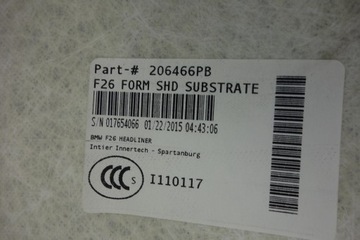 Part-# 206466PB
F26 FORM SHD SUBSTRATE
S/N 017654066 01/22/2015 04:43:06
BMW F26 HEADLINER
Intier Innertech - Spartanburg
CCC S I110117